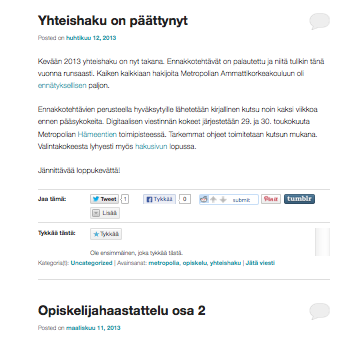 Yhteishaku on päättynyt
Posted on huhtikuu 12, 2013
Kevään 2013 yhteishaku on nyt takana. Ennakkotehtävät on palautettu ja niitä tulikin tänä
vuonna runsaasti. Kaiken kaikkiaan hakijoita Metropolian Ammattikorkeakouluun oli
ennätyksellisen paljon.
Ennakkotehtävien perusteella hyväksytyille lähetetään kirjallinen kutsu noin kaksi viikkoa
ennen pääsykokeita. Digitaalisen viestinnän kokeet järjestetään 29. ja 30. toukokuuta
Metropolian Hämeentien toimipisteessä. Tarkemmat ohjeet toimitetaan kutsun mukana.
Valintakokeesta lyhyesti myös hakusivun lopussa.
Jännittävää loppukevättä!
Jaa tämä:
Tweet 1
Tykkää 0
submit
Pin it
tumblr
Lisää
Tykkää tästä:
Tykkää
Ole ensimmäinen, joka tykkää tästä.
Kategoria(t): Uncategorized | Avainsanat: metropolia, opiskelu, yhteishaku | Jätä viesti
Opiskelijahaastattelu osa 2
Posted on maaliskuu 11, 2013